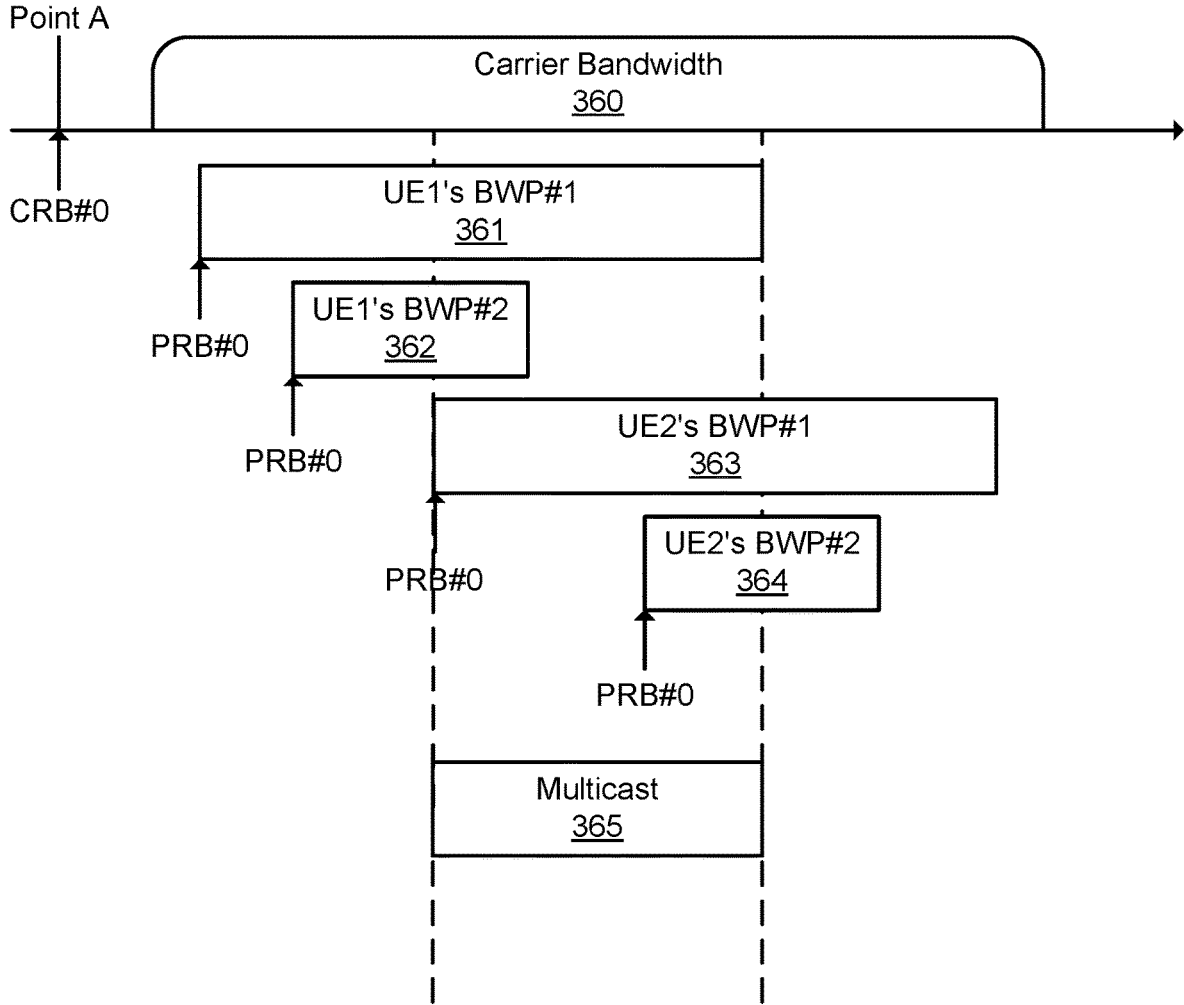 Point A
Carrier Bandwidth
360
CRB#0
UE1's BWP#1
361
PRB#0
UE1's BWP#2
362
PRB#0
UE2's BWP#1
363
PRB#0
UE2's BWP#2
364
PRB#0
Multicast
365